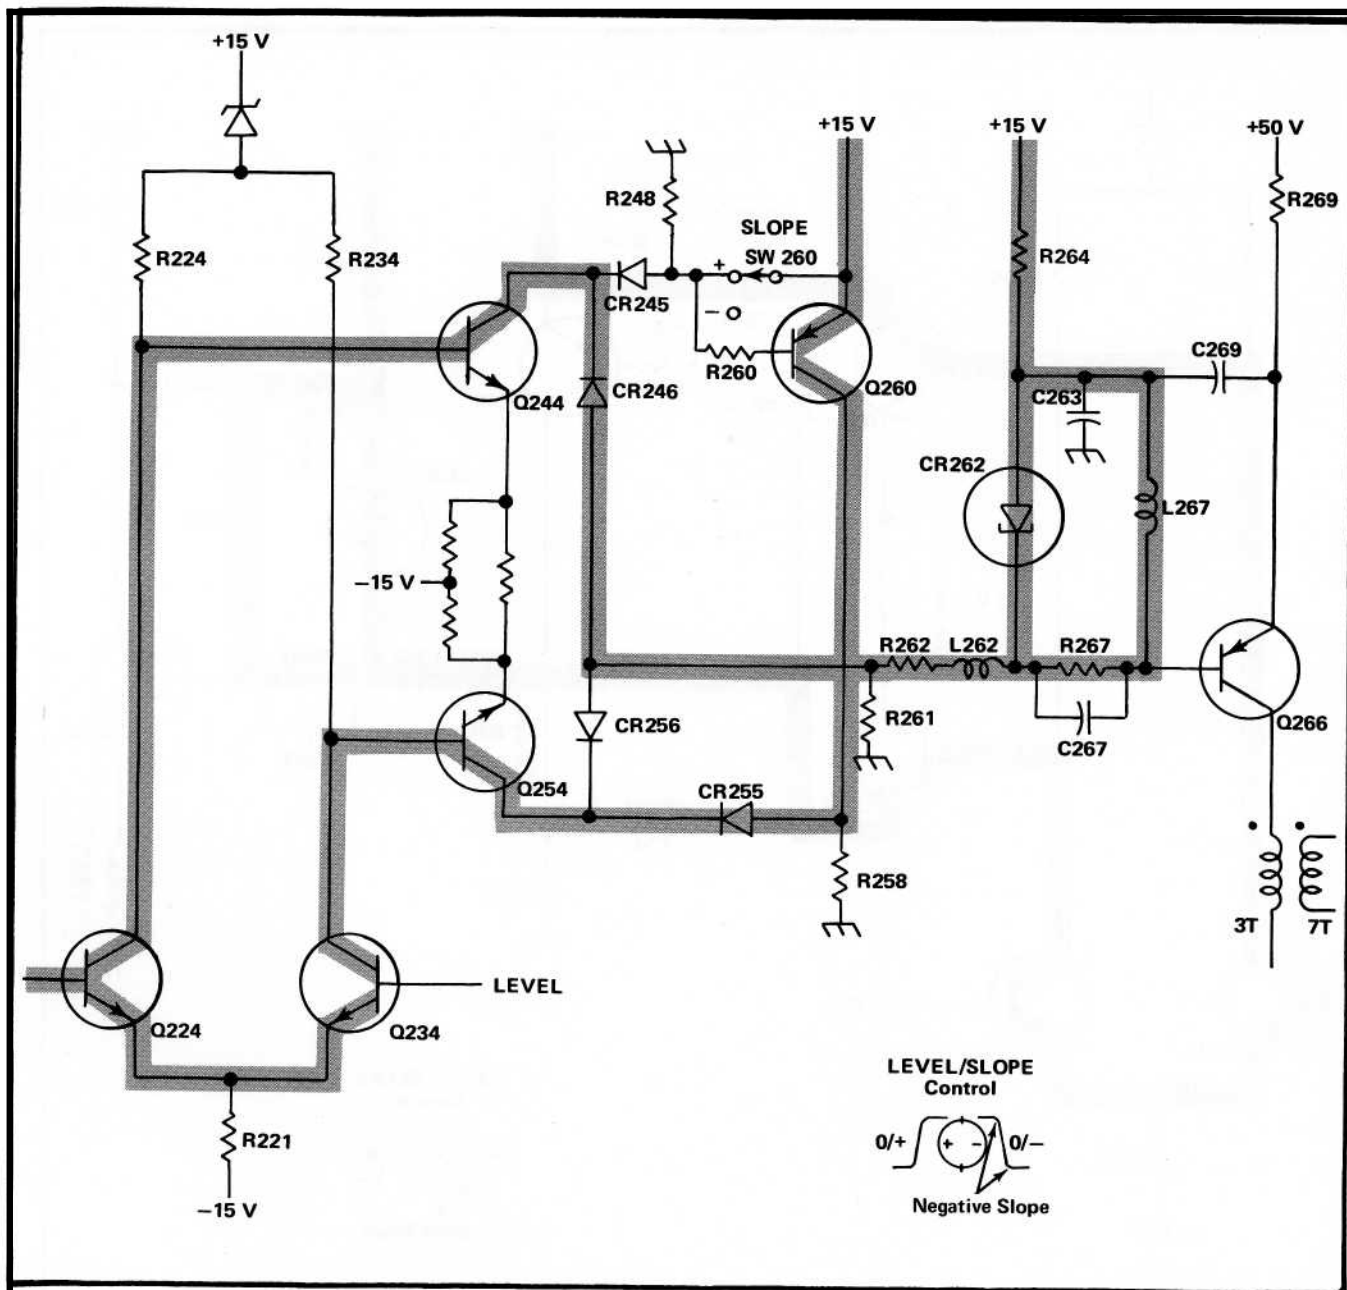 +15 V
+15 V
+15 V
+50 V
R248
SLOPE
SW 260
R269
R224
R234
R264
+
CR245
–
R260
C269
Q244
CR246
Q260
C263
CR262
L267
–15 V
R262
L262
R267
R261
CR256
C267
Q266
Q254
CR255
R258
3T
7T
LEVEL
Q224
Q234
LEVEL/SLOPE
Control
0/+
+
–
0/–
R221
Negative Slope
–15 V